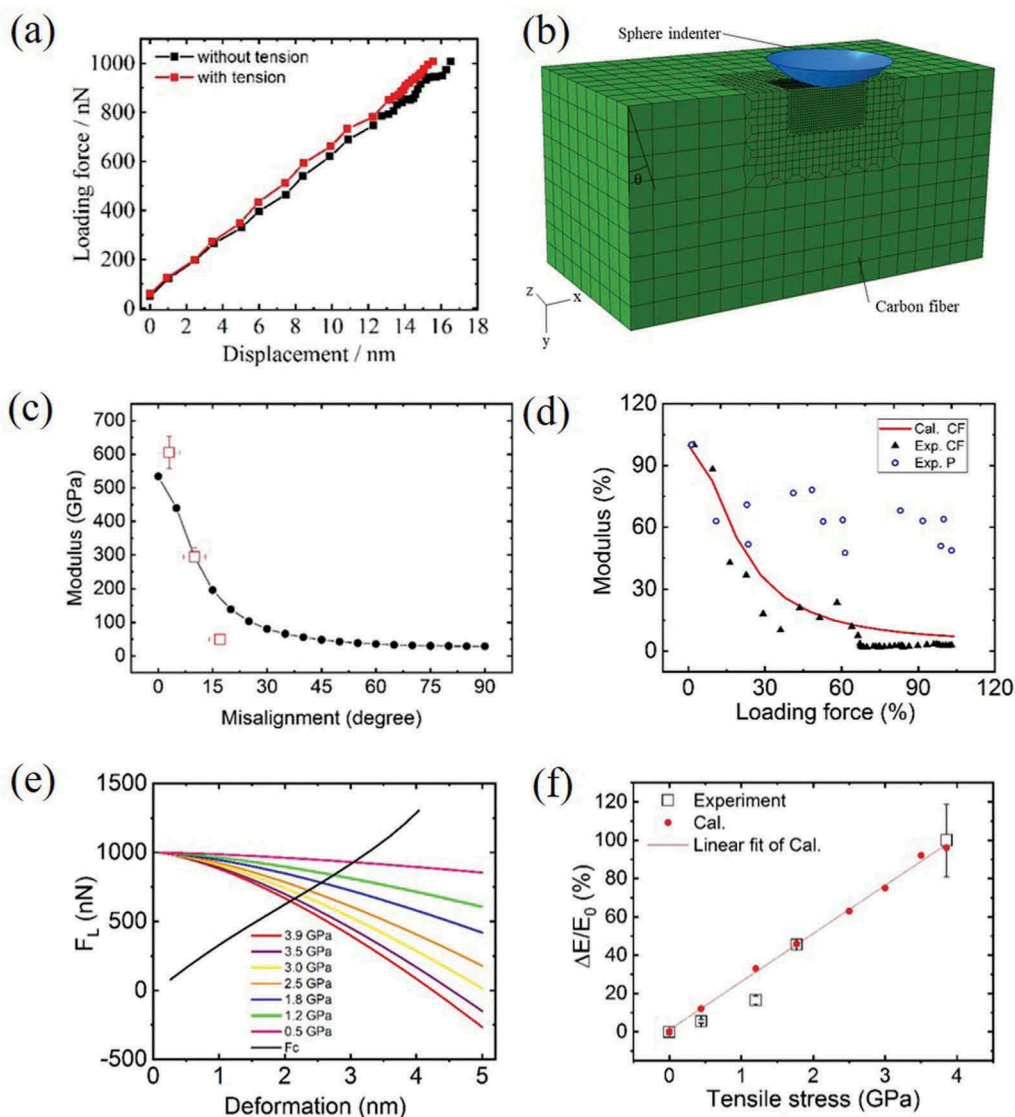 (a)
without tension
with tension
1000
800
600
400
200
0
Loading force / nN
0 2 4 6 8 10 12 14 16 18
Displacement / nm
(b)
Sphere indenter
θ
z x
y
Carbon fiber
(c)
700
600
500
400
300
200
100
0
Modulus (GPa)
0 15 30 45 60 75 90
Misalignment (degree)
(d)
120
90
60
30
0
Modulus (%)
Cal. CF
Exp. CF
Exp. P
0 30 60 90 120
Loading force (%)
(e)
1500
1000
500
0
-500
F_L (nN)
3.9 GPa
3.5 GPa
3.0 GPa
2.5 GPa
1.8 GPa
1.2 GPa
0.5 GPa
Fc
0 1 2 3 4 5
Deformation (nm)
(f)
120
100
80
60
40
20
0
ΔE/E₀ (%)
Experiment
Cal.
Linear fit of Cal.
0 1 2 3 4 5
Tensile stress (GPa)